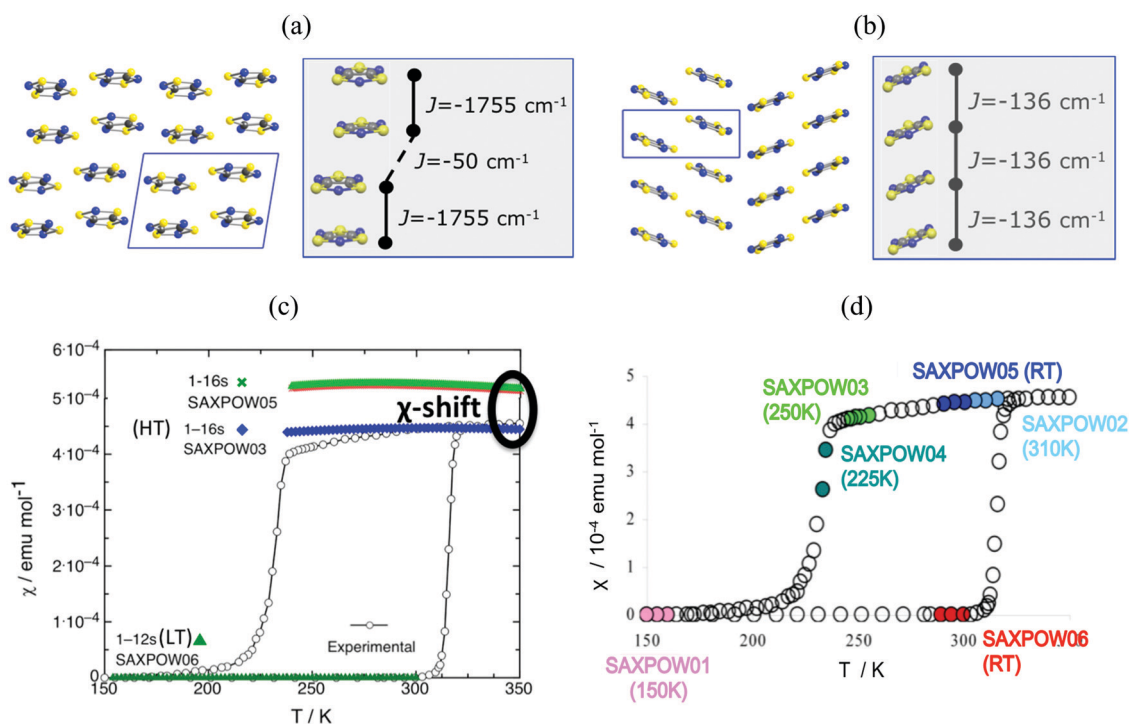 (a)
(b)
J=-1755 cm⁻¹
J=-50 cm⁻¹
J=-1755 cm⁻¹
J=-136 cm⁻¹
J=-136 cm⁻¹
J=-136 cm⁻¹
(c)
(d)
6·10⁻⁴
5·10⁻⁴
4·10⁻⁴
3·10⁻⁴
2·10⁻⁴
1·10⁻⁴
0
χ / emu mol⁻¹
1-16s ×
SAXPOW05
(HT)
1-16s
SAXPOW03
χ-shift
1–12s (LT)
SAXPOW06
Experimental
150 200 250 300 350
T / K
5
4
3
2
1
0
χ / 10⁻⁴ emu mol⁻¹
SAXPOW05 (RT)
SAXPOW03
(250K)
SAXPOW02
(310K)
SAXPOW04
(225K)
150 200 250 300
SAXPOW01
(150K)
T / K
SAXPOW06
(RT)